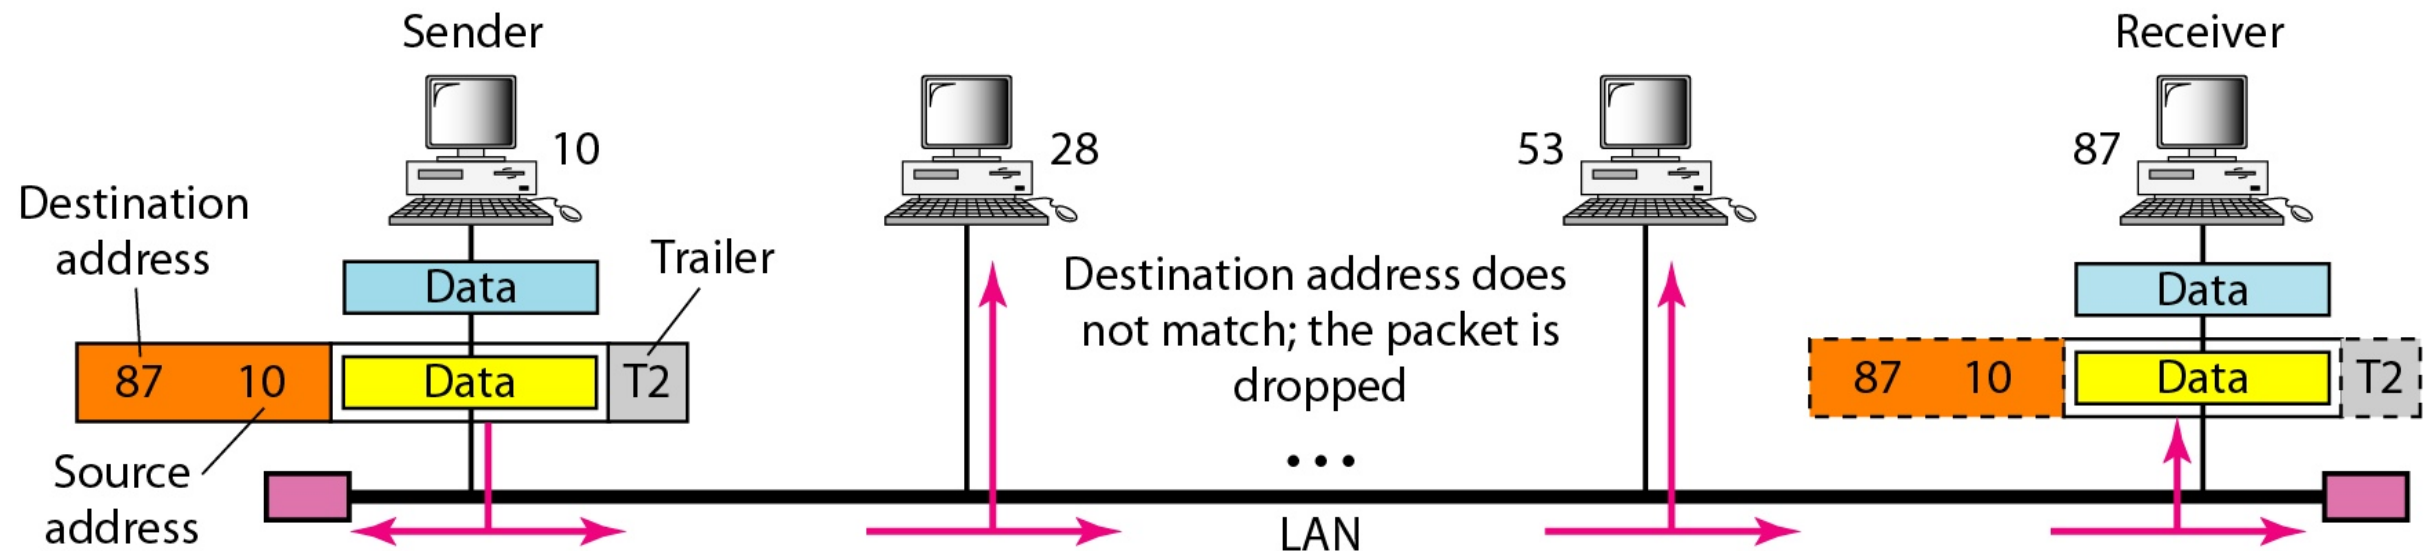 Sender
Receiver
10
28
53
87
Destination
address
Trailer
Data
Destination address does
not match; the packet is
dropped
Data
87 10
Data
T2
87 10
Data
T2
Source
address
...
LAN